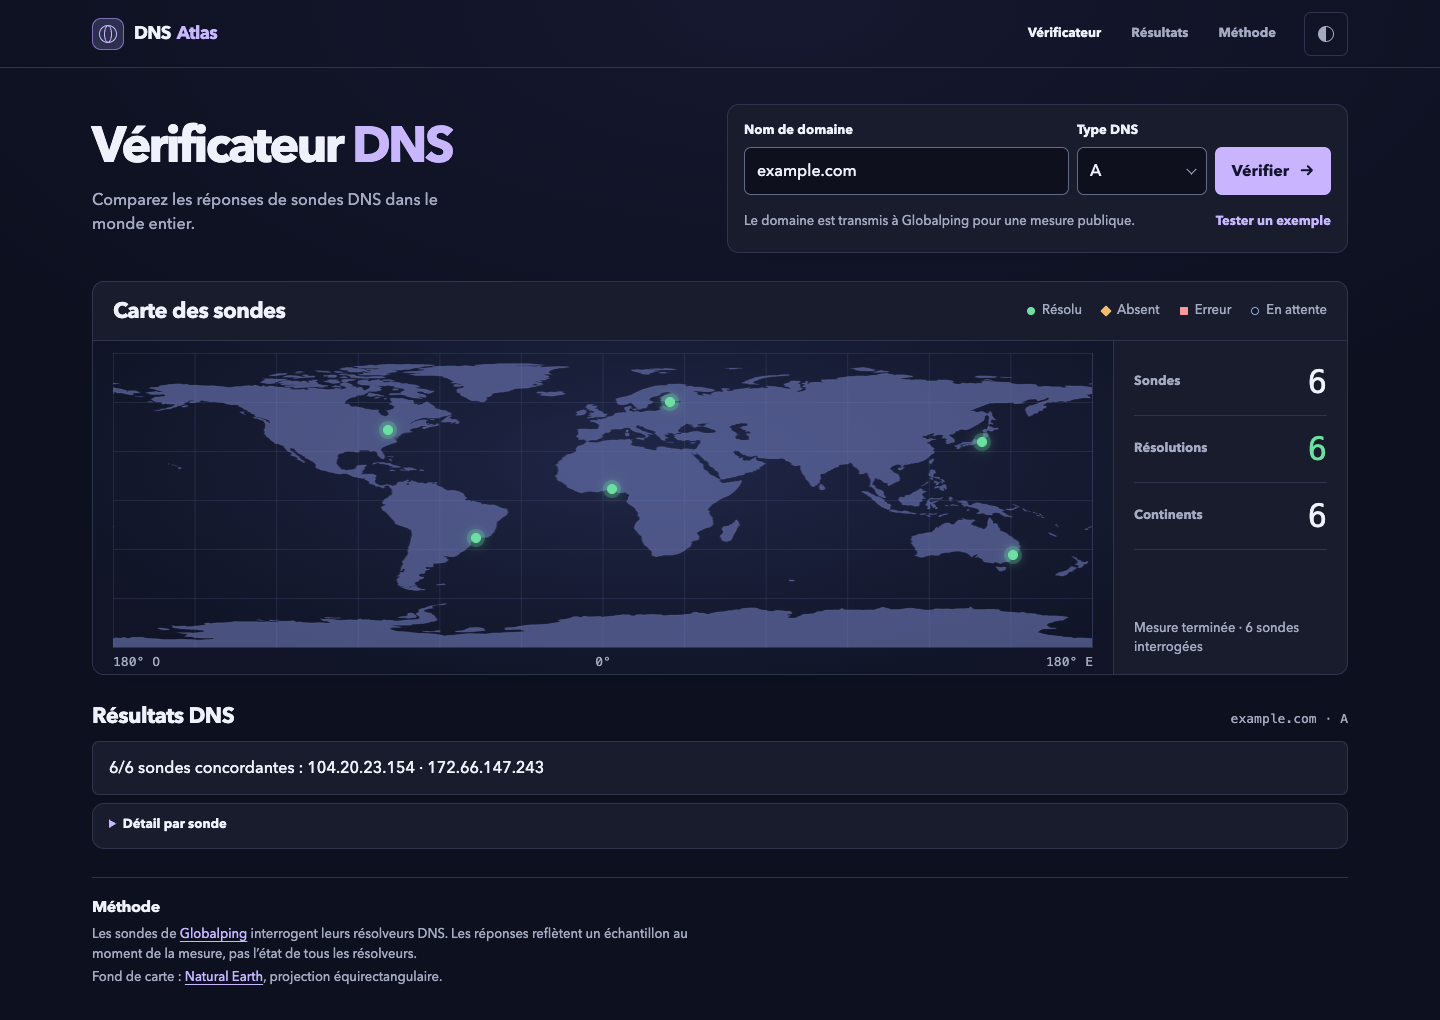 DNS Atlas
Vérificateur
Résultats
Méthode
Vérificateur DNS
Comparez les réponses de sondes DNS dans le
monde entier.
Nom de domaine
Type DNS
example.com
A
Vérifier →
Le domaine est transmis à Globalping pour une mesure publique.
Tester un exemple
Carte des sondes
Résolu
Absent
Erreur
En attente
180° O
0°
180° E
Sondes
6
Résolutions
6
Continents
6
Mesure terminée · 6 sondes
interrogées
Résultats DNS
example.com · A
6/6 sondes concordantes : 104.20.23.154 · 172.66.147.243
Détail par sonde
Méthode
Les sondes de Globalping interrogent leurs résolveurs DNS. Les réponses reflètent un échantillon au
moment de la mesure, pas l’état de tous les résolveurs.
Fond de carte : Natural Earth, projection équirectangulaire.